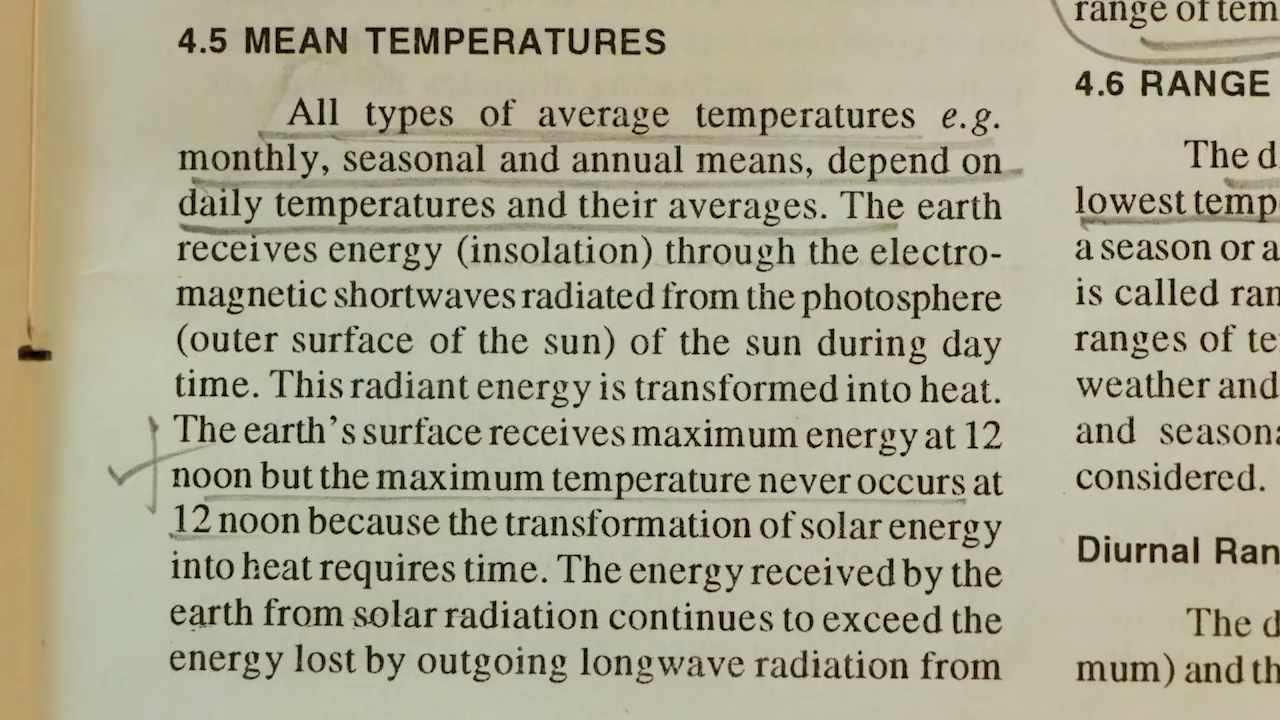 4.5 MEAN TEMPERATURES
All types of average temperatures e.g.
monthly, seasonal and annual means, depend on
daily temperatures and their averages. The earth
receives energy (insolation) through the electro-
magnetic shortwaves radiated from the photosphere
(outer surface of the sun) of the sun during day
time. This radiant energy is transformed into heat.
The earth's surface receives maximum energy at 12
noon but the maximum temperature never occurs at
12 noon because the transformation of solar energy
into heat requires time. The energy received by the
earth from solar radiation continues to exceed the
energy lost by outgoing longwave radiation from
range of tem
4.6 RANGE
The d
lowest temp
a season or a
is called ran
ranges of te
weather and
and seasona
considered.
Diurnal Ran
The d
mum) and th